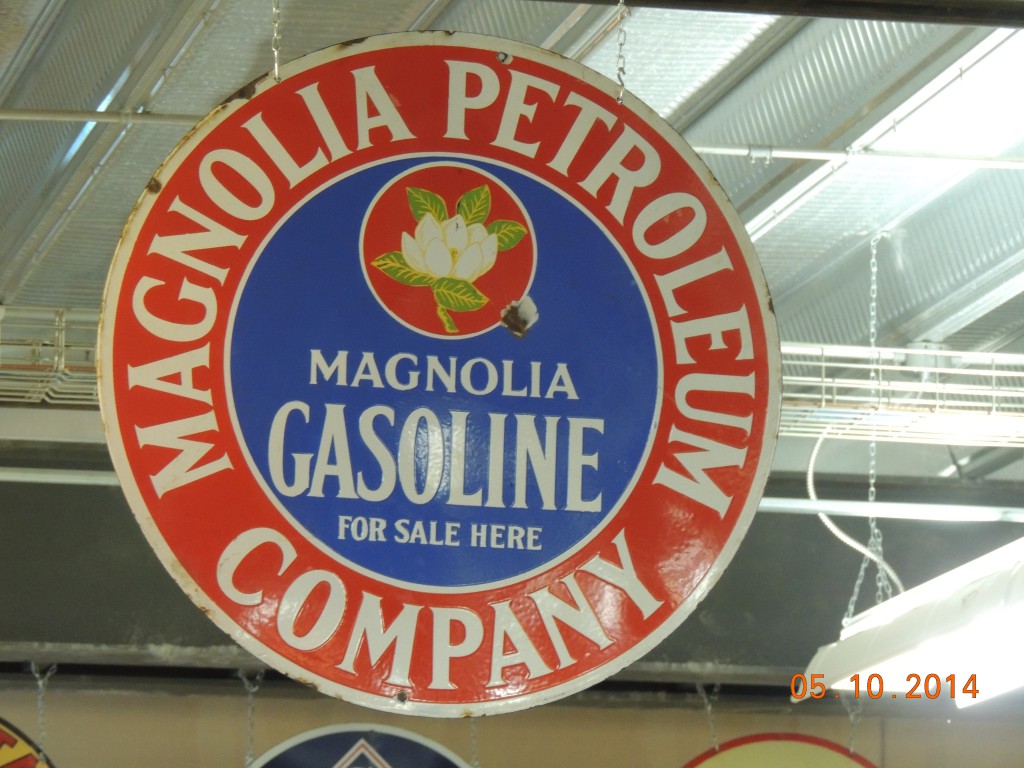 MAGNOLIA PETROLEUM
COMPANY
MAGNOLIA
GASOLINE
FOR SALE HERE
05.10.2014